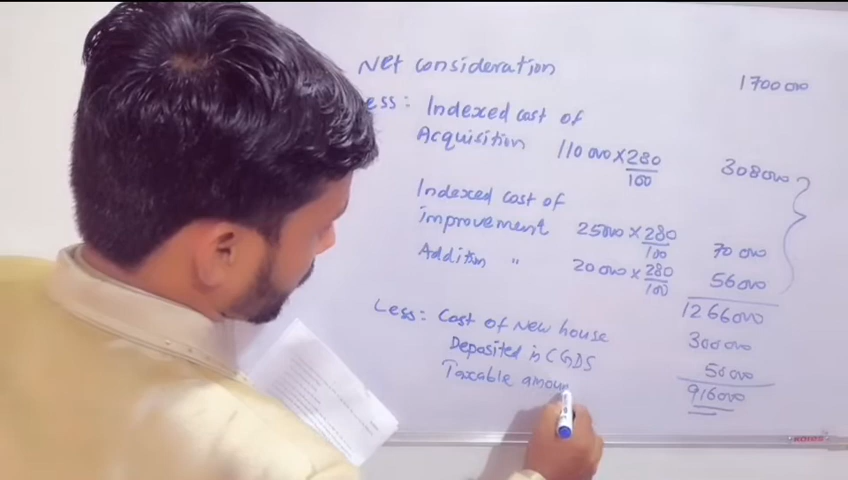 Net consideration 1700000
ess: Indexed cost of
Acquisition 110000 × 280/100 308000
Indexed cost of
improvement 25000 × 280/100 70000
Addition " 20000 × 280/100 56000
1266000
Less: Cost of New house 300000
Deposited in CGDS 50000
Taxable amou 916000
KORES